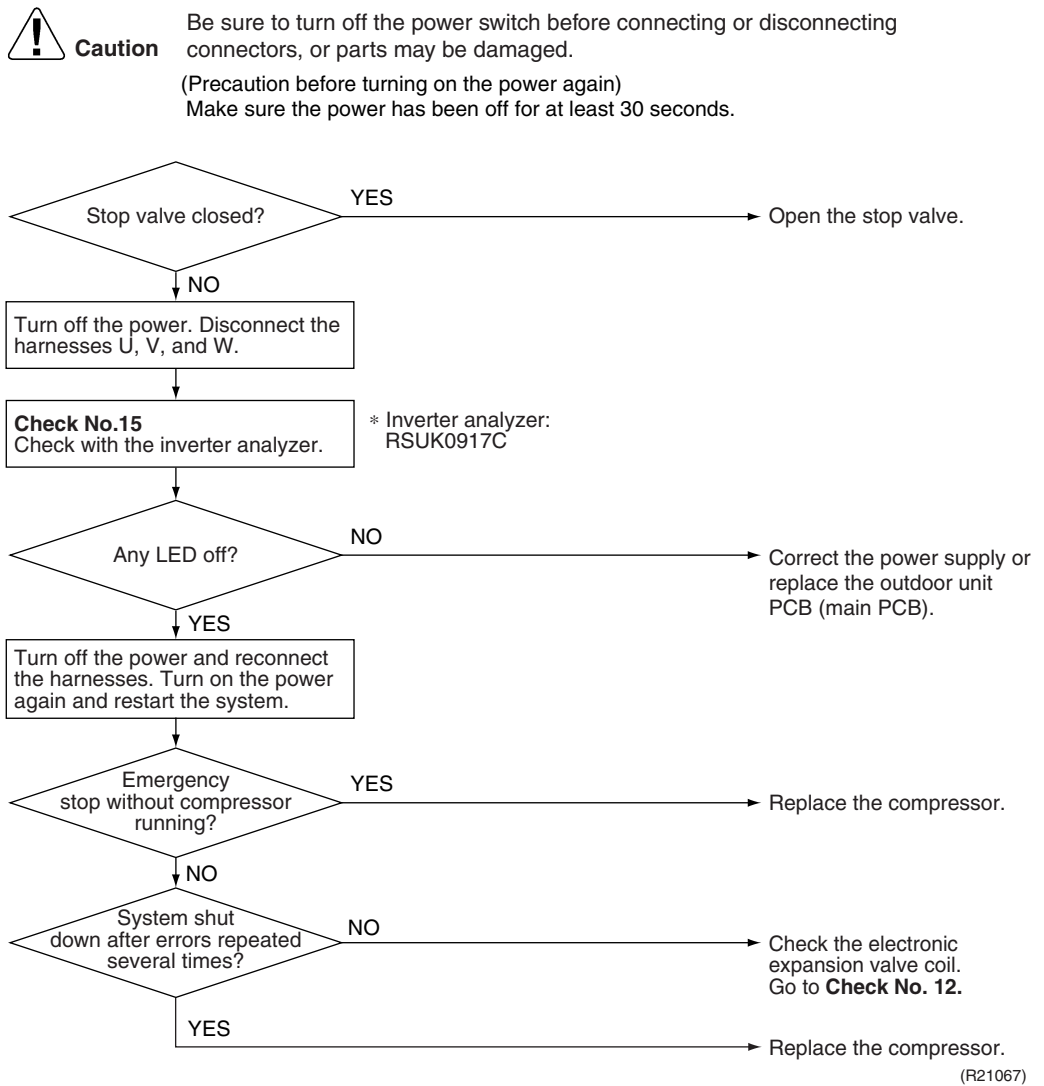 Be sure to turn off the power switch before connecting or disconnecting
Caution connectors, or parts may be damaged.
(Precaution before turning on the power again)
Make sure the power has been off for at least 30 seconds.
Stop valve closed?
YES
Open the stop valve.
NO
Turn off the power. Disconnect the
harnesses U, V, and W.
Check No.15
Check with the inverter analyzer.
* Inverter analyzer:
RSUK0917C
Any LED off?
NO
Correct the power supply or
replace the outdoor unit
PCB (main PCB).
YES
Turn off the power and reconnect
the harnesses. Turn on the power
again and restart the system.
Emergency
stop without compressor
running?
YES
Replace the compressor.
NO
System shut
down after errors repeated
several times?
NO
Check the electronic
expansion valve coil.
Go to Check No. 12.
YES
Replace the compressor.
(R21067)